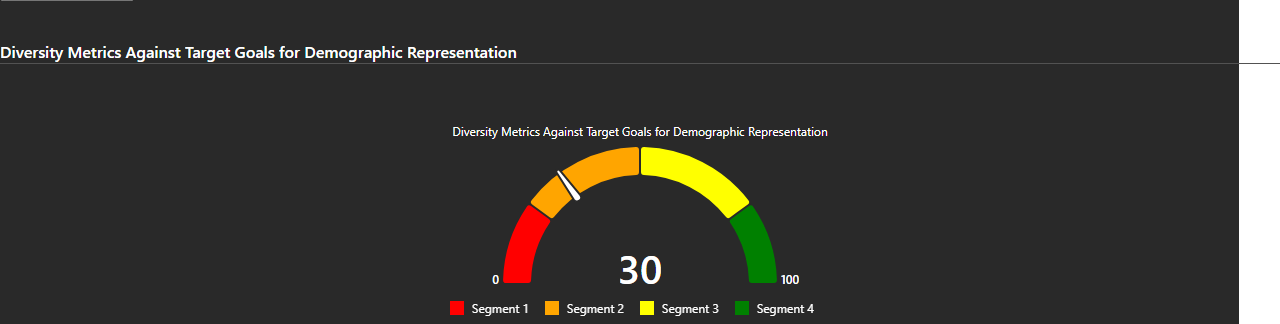 Diversity Metrics Against Target Goals for Demographic Representation
Diversity Metrics Against Target Goals for Demographic Representation
0
30
100
Segment 1
Segment 2
Segment 3
Segment 4